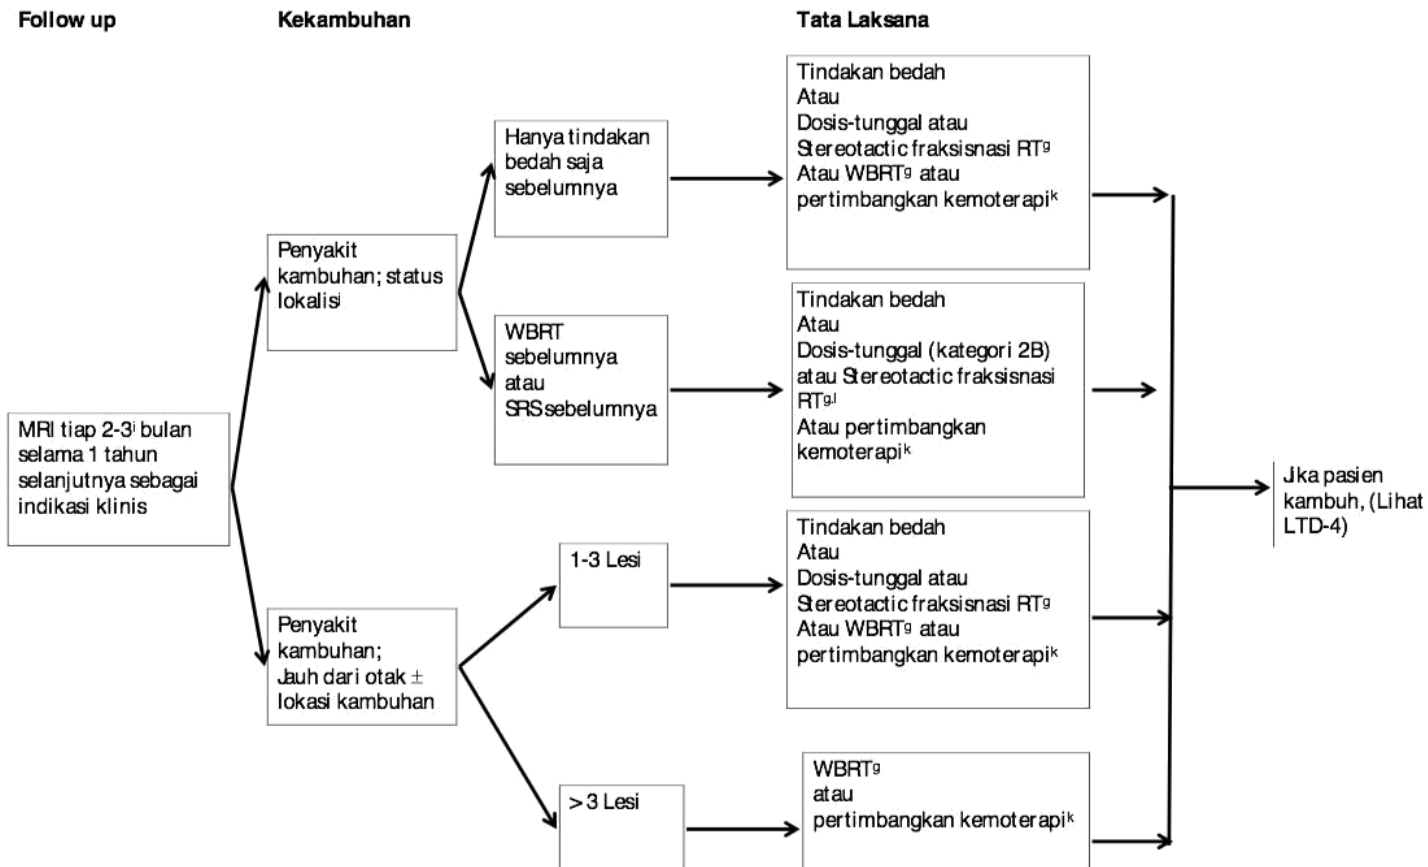 Follow up
Kekambuhan
Tata Laksana
MRI tiap 2-3ⁱ bulan
selama 1 tahun
selanjutnya sebagai
indikasi klinis
Penyakit
kambuhan; status
lokalisʲ
Hanya tindakan
bedah saja
sebelumnya
Tindakan bedah
Atau
Dosis-tunggal atau
Stereotactic fraksisnasi RTᵍ
Atau WBRTᵍ atau
pertimbangkan kemoterapiᵏ
WBRT
sebelumnya
atau
SRS sebelumnya
Tindakan bedah
Atau
Dosis-tunggal (kategori 2B)
atau Stereotactic fraksisnasi
RTᵍ·ˡ
Atau pertimbangkan
kemoterapiᵏ
Penyakit
kambuhan;
Jauh dari otak ±
lokasi kambuhan
1-3 Lesi
Tindakan bedah
Atau
Dosis-tunggal atau
Stereotactic fraksisnasi RTᵍ
Atau WBRTᵍ atau
pertimbangkan kemoterapiᵏ
> 3 Lesi
WBRTᵍ
atau
pertimbangkan kemoterapiᵏ
Jika pasien
kambuh, (Lihat
LTD-4)